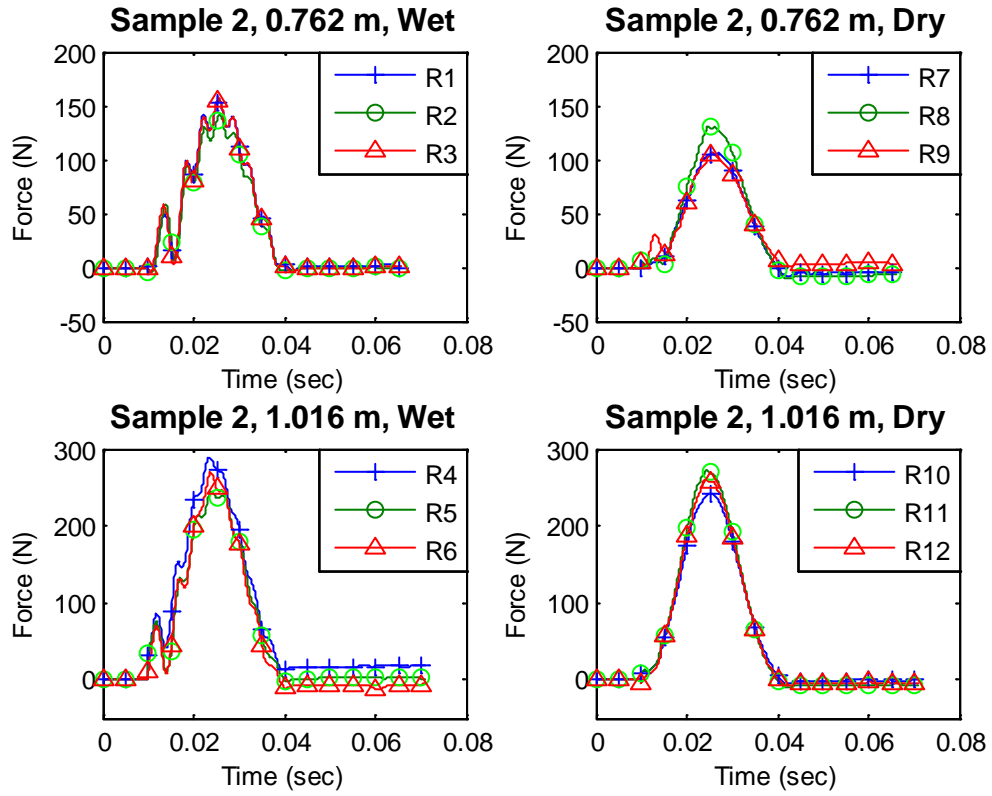 Sample 2, 0.762 m, Wet
200
150
100
50
0
-50
Force (N)
0
0.02
0.04
0.06
0.08
Time (sec)
R1
R2
R3
Sample 2, 0.762 m, Dry
200
150
100
50
0
-50
Force (N)
0
0.02
0.04
0.06
0.08
Time (sec)
R7
R8
R9
Sample 2, 1.016 m, Wet
300
200
100
0
Force (N)
0
0.02
0.04
0.06
0.08
Time (sec)
R4
R5
R6
Sample 2, 1.016 m, Dry
300
200
100
0
Force (N)
0
0.02
0.04
0.06
0.08
Time (sec)
R10
R11
R12